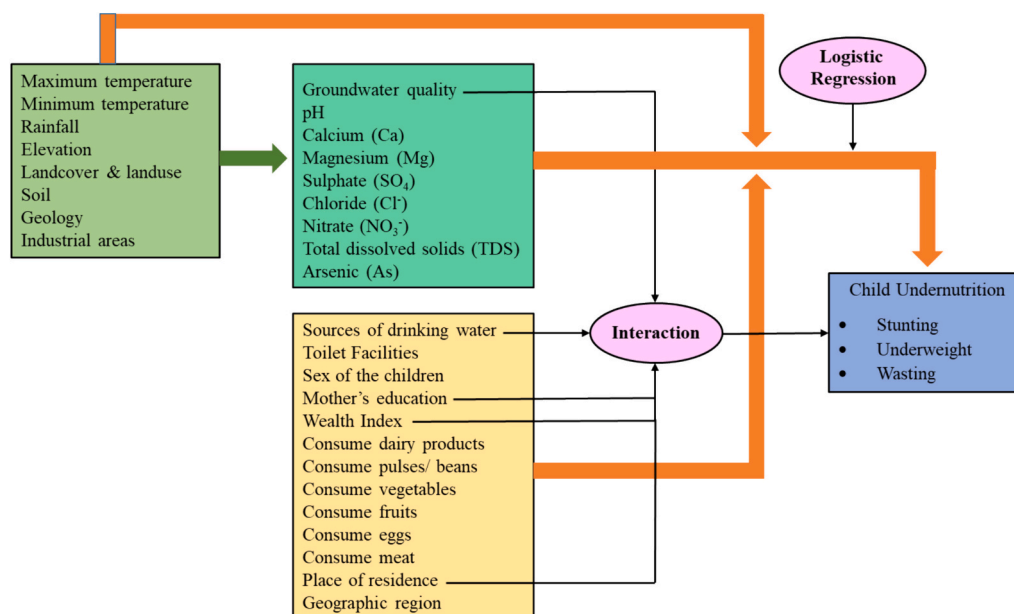 Maximum temperature
Minimum temperature
Rainfall
Elevation
Landcover & landuse
Soil
Geology
Industrial areas
Groundwater quality
pH
Calcium (Ca)
Magnesium (Mg)
Sulphate (SO₄)
Chloride (Cl⁻)
Nitrate (NO₃⁻)
Total dissolved solids (TDS)
Arsenic (As)
Logistic
Regression
Sources of drinking water
Toilet Facilities
Sex of the children
Mother’s education
Wealth Index
Consume dairy products
Consume pulses/ beans
Consume vegetables
Consume fruits
Consume eggs
Consume meat
Place of residence
Geographic region
Interaction
Child Undernutrition
• Stunting
• Underweight
• Wasting